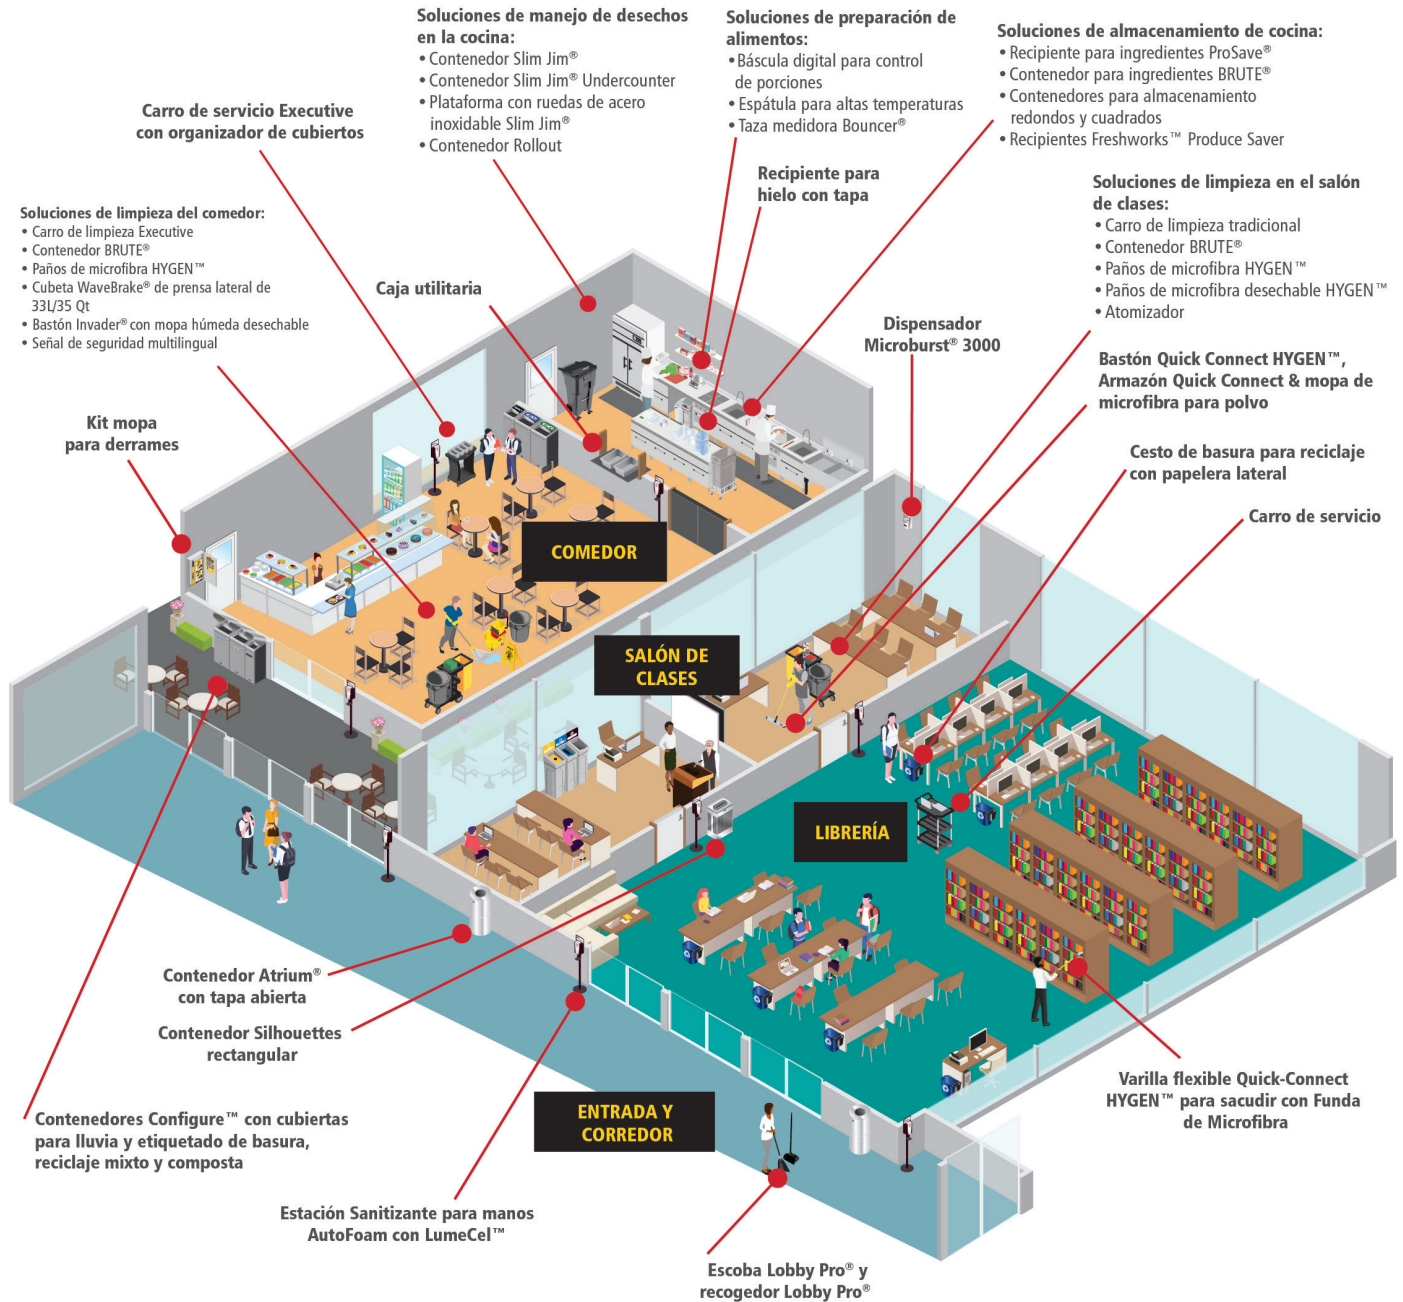 Soluciones de manejo de desechos
en la cocina:
• Contenedor Slim Jim®
• Contenedor Slim Jim® Undercounter
• Plataforma con ruedas de acero
inoxidable Slim Jim®
• Contenedor Rollout
Soluciones de preparación de
alimentos:
• Báscula digital para control
de porciones
• Espátula para altas temperaturas
• Taza medidora Bouncer®
Soluciones de almacenamiento de cocina:
• Recipiente para ingredientes ProSave®
• Contenedor para ingredientes BRUTE®
• Contenedores para almacenamiento
redondos y cuadrados
• Recipientes Freshworks™ Produce Saver
Carro de servicio Executive
con organizador de cubiertos
Recipiente para
hielo con tapa
Soluciones de limpieza en el salón
de clases:
• Carro de limpieza tradicional
• Contenedor BRUTE®
• Paños de microfibra HYGEN™
• Paños de microfibra desechable HYGEN™
• Atomizador
Soluciones de limpieza del comedor:
• Carro de limpieza Executive
• Contenedor BRUTE®
• Paños de microfibra HYGEN™
• Cubeta WaveBrake® de prensa lateral de
33L/35 Qt
• Bastón Invader® con mopa húmeda desechable
• Señal de seguridad multilingual
Caja utilitaria
Dispensador
Microburst® 3000
Bastón Quick Connect HYGEN™,
Armazón Quick Connect & mopa de
microfibra para polvo
Kit mopa
para derrames
Cesto de basura para reciclaje
con papelera lateral
Carro de servicio
COMEDOR
SALÓN DE
CLASES
LIBRERÍA
Contenedor Atrium®
con tapa abierta
Contenedor Silhouettes
rectangular
Contenedores Configure™ con cubiertas
para lluvia y etiquetado de basura,
reciclaje mixto y composta
ENTRADA Y
CORREDOR
Varilla flexible Quick-Connect
HYGEN™ para sacudir con Funda
de Microfibra
Estación Sanitizante para manos
AutoFoam con LumeCel™
Escoba Lobby Pro® y
recogedor Lobby Pro®